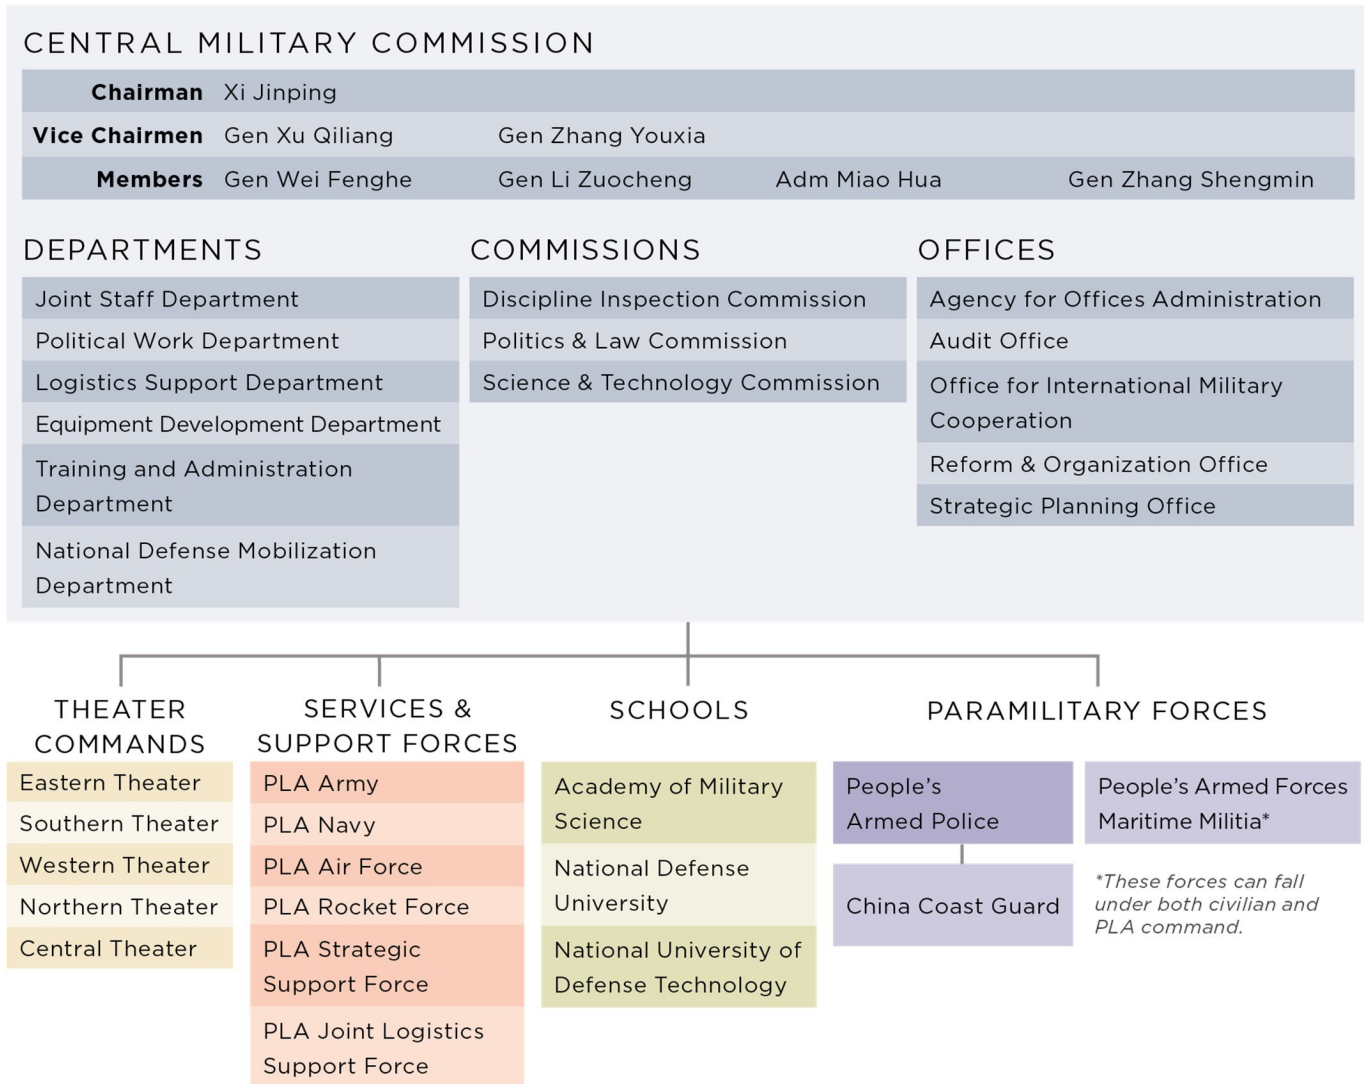 CENTRAL MILITARY COMMISSION
Chairman Xi Jinping
Vice Chairmen Gen Xu Qiliang Gen Zhang Youxia
Members Gen Wei Fenghe Gen Li Zuocheng Adm Miao Hua Gen Zhang Shengmin
DEPARTMENTS
Joint Staff Department
Political Work Department
Logistics Support Department
Equipment Development Department
Training and Administration
Department
National Defense Mobilization
Department
COMMISSIONS
Discipline Inspection Commission
Politics & Law Commission
Science & Technology Commission
OFFICES
Agency for Offices Administration
Audit Office
Office for International Military
Cooperation
Reform & Organization Office
Strategic Planning Office
THEATER
COMMANDS
Eastern Theater
Southern Theater
Western Theater
Northern Theater
Central Theater
SERVICES &
SUPPORT FORCES
PLA Army
PLA Navy
PLA Air Force
PLA Rocket Force
PLA Strategic
Support Force
PLA Joint Logistics
Support Force
SCHOOLS
Academy of Military
Science
National Defense
University
National University of
Defense Technology
PARAMILITARY FORCES
People's
Armed Police
China Coast Guard
People's Armed Forces
Maritime Militia*
*These forces can fall
under both civilian and
PLA command.